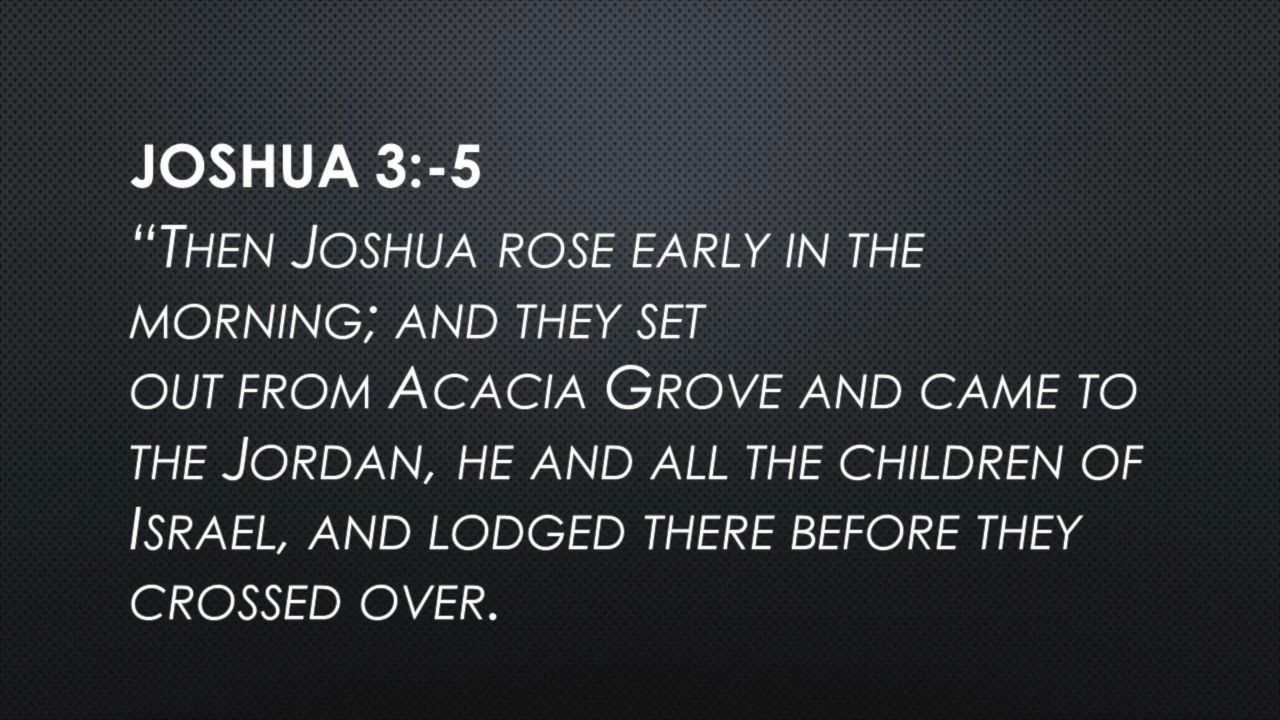 JOSHUA 3:-5
“THEN JOSHUA ROSE EARLY IN THE
MORNING; AND THEY SET
OUT FROM ACACIA GROVE AND CAME TO
THE JORDAN, HE AND ALL THE CHILDREN OF
ISRAEL, AND LODGED THERE BEFORE THEY
CROSSED OVER.